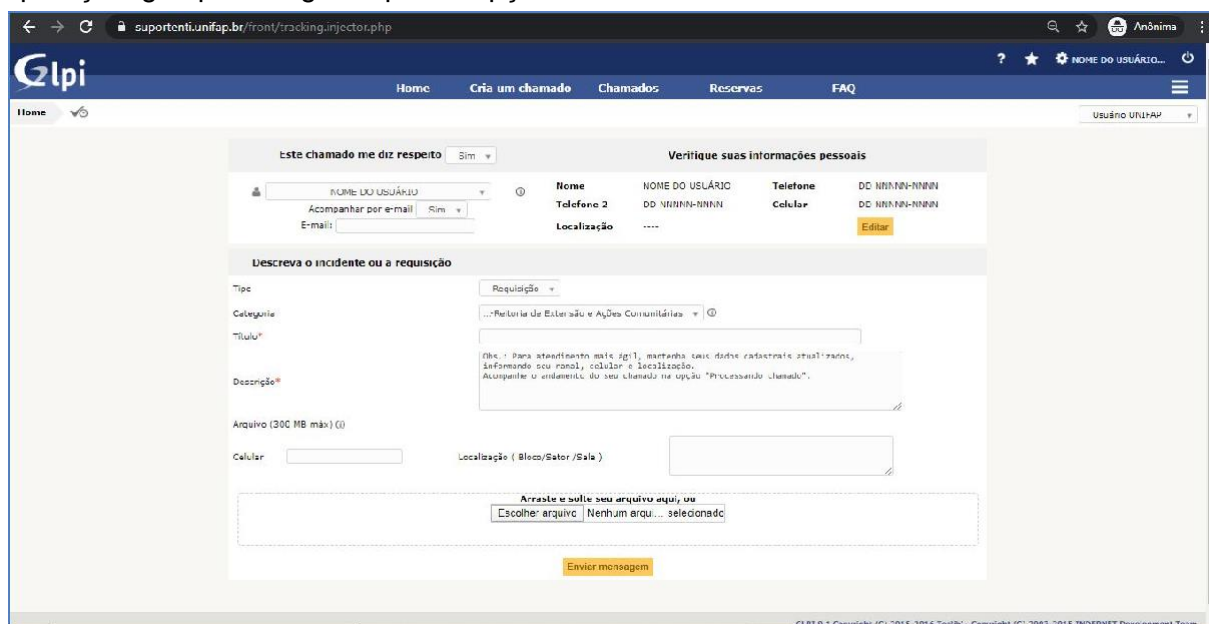 suportenti.unifap.br/front/tracking.injector.php Anônima
Glpi
? NOME DO USUÁRIO...
Home Cria um chamado Chamados Reservas FAQ
Home Usuário UNIFAP
Este chamado me diz respeito Sim Verifique suas informações pessoais
NOME DO USUÁRIO Nome NOME DO USUÁRIO Telefone DD NNNNN-NNNN
Acompanhar por e-mail Sim Telefone 2 DD NNNNN-NNNN Celular DD NNNNN-NNNN
E-mail: Localização ---- Editar
Descreva o incidente ou a requisição
Tipo Requisição
Categoria ...-Reitoria de Extensão e Ações Comunitárias
Título*
Obs.: Para atendimento mais ágil, mantenha seus dados cadastrais atualizados,
informando seu ramal, celular e localização.
Acompanhe o andamento do seu chamado na opção "Processando chamado".
Descrição*
Arquivo (300 MB máx) (i)
Celular Localização ( Bloco/Setor /Sala )
Arraste e solte seu arquivo aqui, ou
Escolher arquivo Nenhum arqui... selecionado
Enviar mensagem